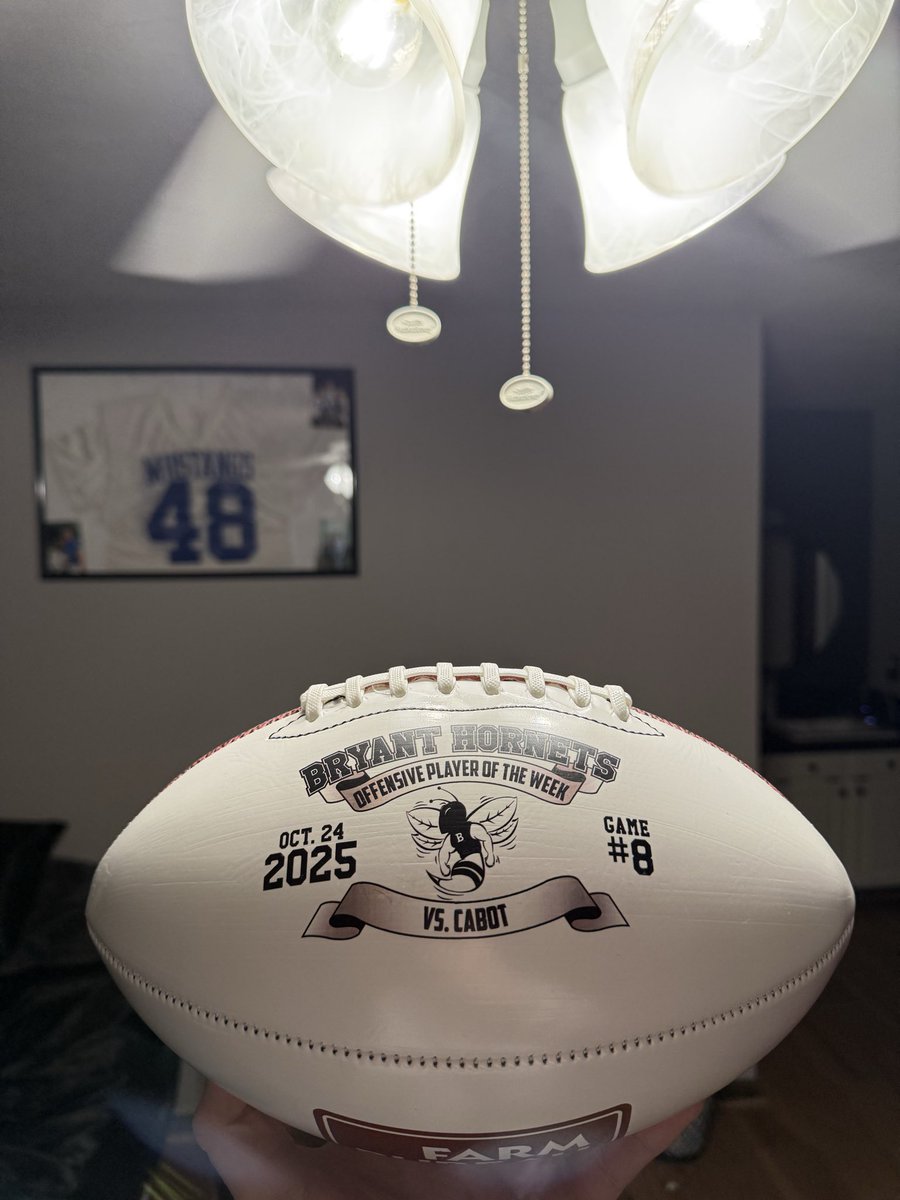 MUSTANGS
48
BRYANT HORNETS
OFFENSIVE PLAYER OF THE WEEK
OCT. 24
2025
B
GAME
#8
VS. CABOT
FARM